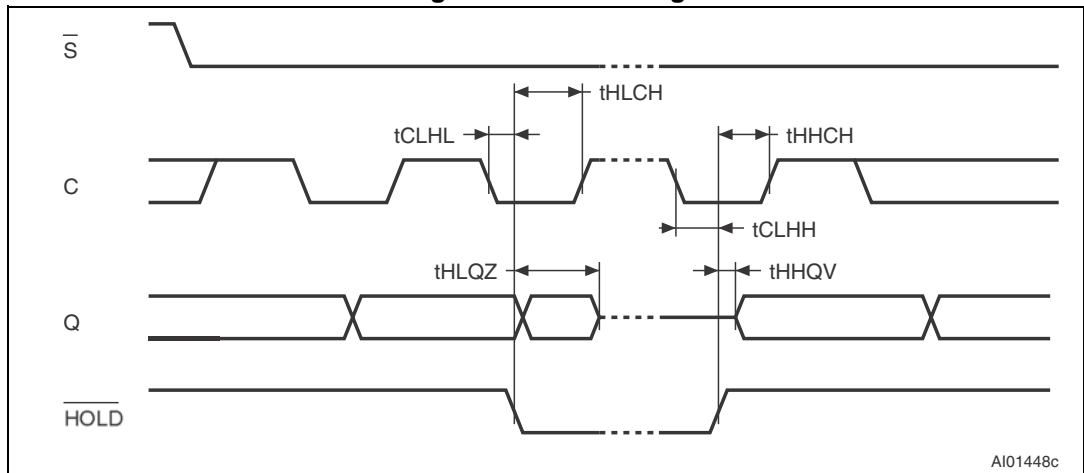 S
tHLCH
tCLHL
tHHCH
C
tCLHH
tHLQZ
tHHQV
Q
HOLD
AI01448c